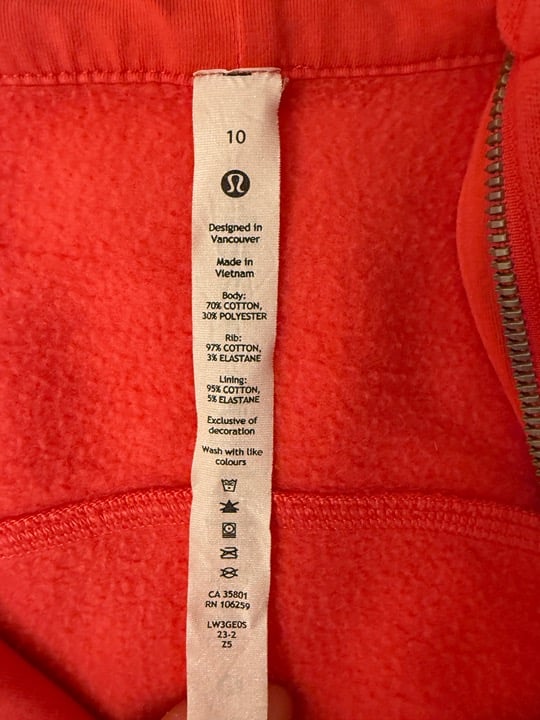 10
Designed in
Vancouver
Made in
Vietnam
Body:
70% COTTON,
30% POLYESTER
Rib:
97% COTTON,
3% ELASTANE
Lining:
95% COTTON,
5% ELASTANE
Exclusive of
decoration
Wash with like
colours
CA 35801
RN 106259
LW3GE0S
23-2
Z5